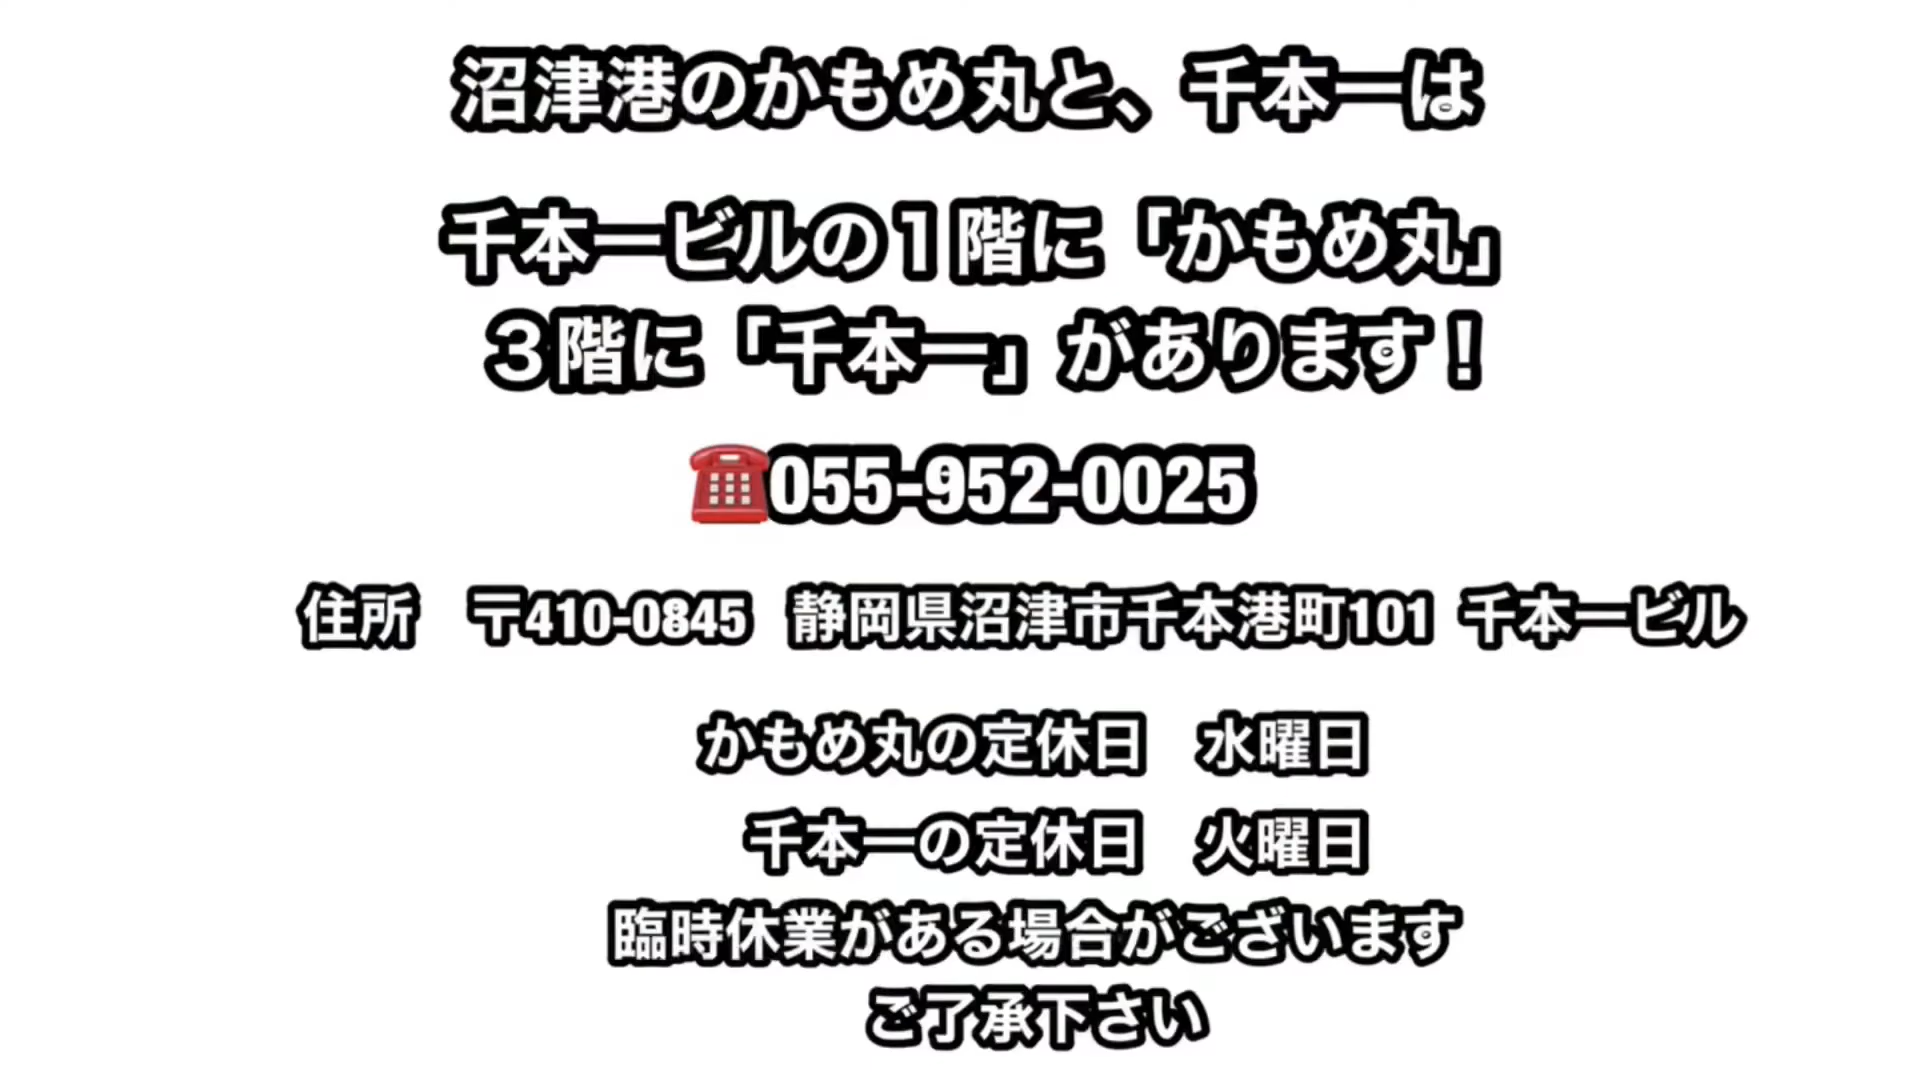 沼津港のかもめ丸と、千本一は
千本一ビルの１階に「かもめ丸」
３階に「千本一」があります！
☎️055-952-0025
住所　〒410-0845　静岡県沼津市千本港町101 千本一ビル
かもめ丸の定休日　水曜日
千本一の定休日　火曜日
臨時休業がある場合がございます
ご了承下さい